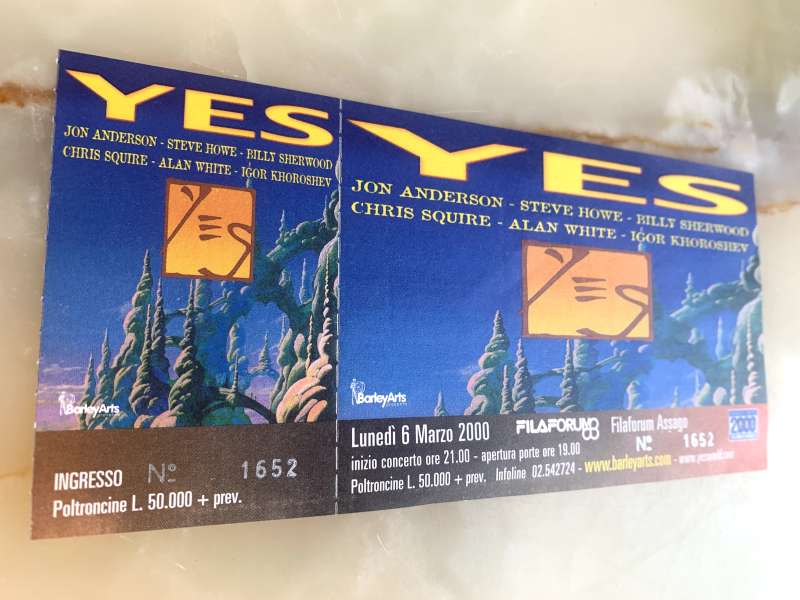 YES
JON ANDERSON - STEVE HOWE - BILLY SHERWOOD
CHRIS SQUIRE - ALAN WHITE - IGOR KHOROSHEV
YES
BarleyArts
INGRESSO Nº 1652
Poltroncine L. 50.000 + prev.
YES
JON ANDERSON - STEVE HOWE - BILLY SHERWOOD
CHRIS SQUIRE - ALAN WHITE - IGOR KHOROSHEV
YES
BarleyArts
Lunedì 6 Marzo 2000 FILAFORUM Filaforum Assago
Nº 1652
2000
inizio concerto ore 21.00 - apertura porte ore 19.00
Poltroncine L. 50.000 + prev. Infoline 02.542724 - www.barleyarts.com -